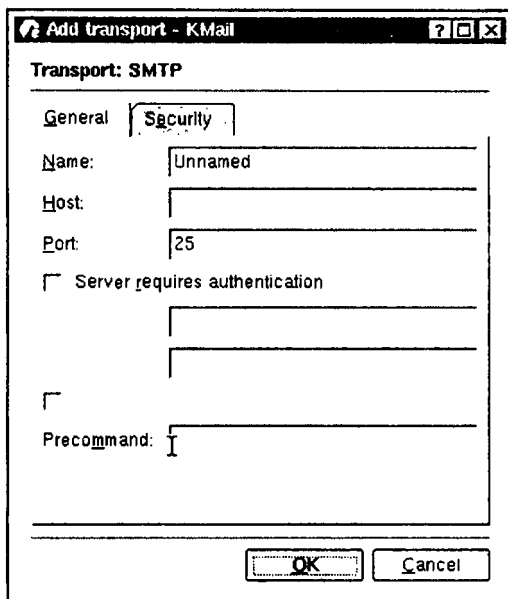 Add transport - KMail
Transport: SMTP
General Security
Name: Unnamed
Host:
Port: 25
Server requires authentication
Precommand:
OK Cancel